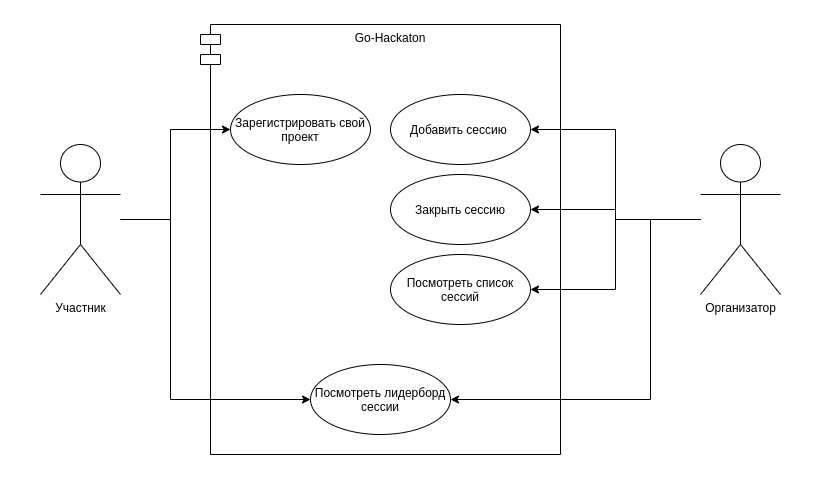 Go-Hackaton
Зарегистрировать свой
проект
Добавить сессию
Закрыть сессию
Посмотреть список
сессий
Участник
Организатор
Посмотреть лидерборд
сессии